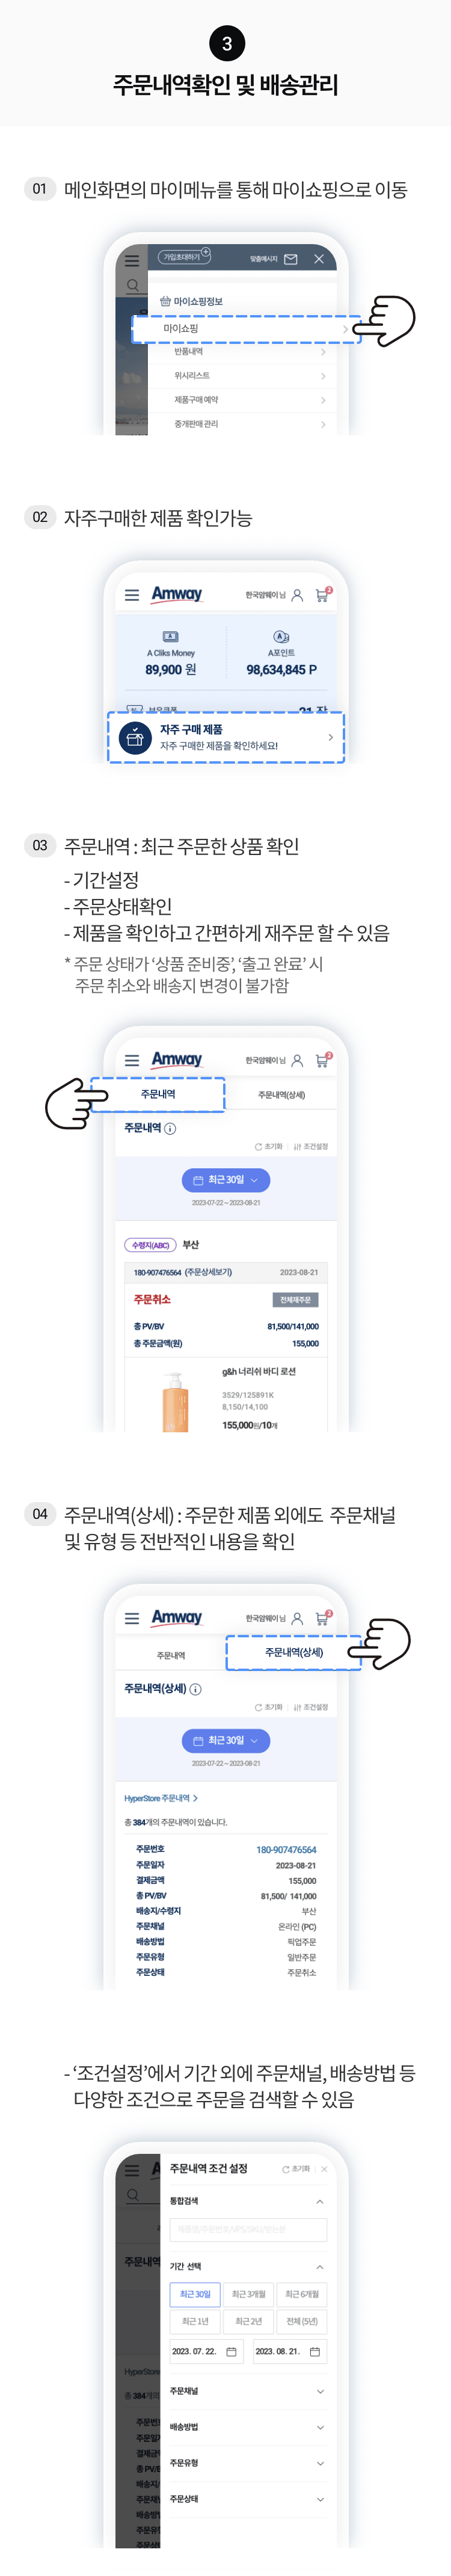 3
주문내역확인 및 배송관리
01 메인화면의 마이메뉴를 통해 마이쇼핑으로 이동
가입초대하기 맞춤메시지
마이쇼핑정보
마이쇼핑
반품내역
위시리스트
제품구매 예약
중개판매 관리
02 자주구매한 제품 확인가능
Amway 한국암웨이 님 2
A Cliks Money A포인트
89,900 원 98,634,845 P
자주 구매 제품
자주 구매한 제품을 확인하세요!
03 주문내역 : 최근 주문한 상품 확인
- 기간설정
- 주문상태확인
- 제품을 확인하고 간편하게 재주문 할 수 있음
* 주문 상태가 ‘상품 준비중’, ‘출고 완료’ 시
주문 취소와 배송지 변경이 불가함
Amway 한국암웨이 님 2
주문내역 주문내역(상세)
주문내역
초기화 조건설정
최근 30일
2023-07-22 ~ 2023-08-21
수령지(ABC) 부산
180-907476564 (주문상세보기) 2023-08-21
주문취소 전체재주문
총 PV/BV 81,500/141,000
총 주문금액(원) 155,000
g&h 너리쉬 바디 로션
3529/125891K
8,150/14,100
155,000원/10개
04 주문내역(상세) : 주문한 제품 외에도 주문채널
및 유형 등 전반적인 내용을 확인
Amway 한국암웨이 님 2
주문내역 주문내역(상세)
주문내역(상세)
초기화 조건설정
최근 30일
2023-07-22 ~ 2023-08-21
HyperStore 주문내역
총 384개의 주문내역이 있습니다.
주문번호 180-907476564
주문일자 2023-08-21
결제금액 155,000
총 PV/BV 81,500/ 141,000
배송지/수령지 부산
주문채널 온라인 (PC)
배송방법 픽업주문
주문유형 일반주문
주문상태 주문취소
- ‘조건설정’에서 기간 외에 주문채널, 배송방법 등
다양한 조건으로 주문을 검색할 수 있음
주문내역 조건 설정 초기화
통합검색
주문내역
기간 선택
최근 30일 최근 3개월 최근 6개월
최근 1년 최근 2년 전체 (5년)
2023. 07. 22. 2023. 08. 21.
HyperStore
주문채널
총 384개의
배송방법
주문유형
주문상태